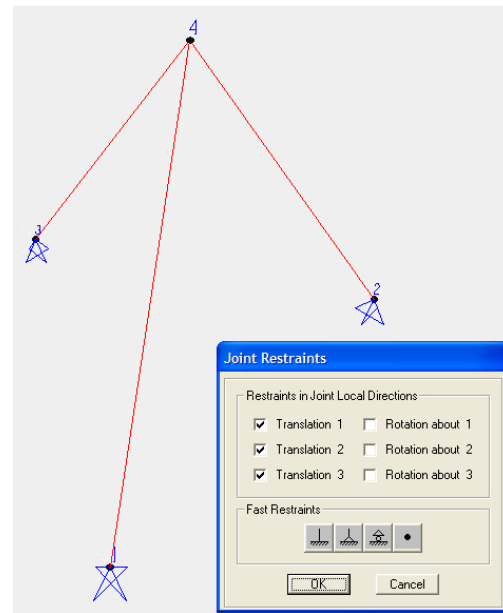 4
3
2
1
Joint Restraints
Restraints in Joint Local Directions
Translation 1 Rotation about 1
Translation 2 Rotation about 2
Translation 3 Rotation about 3
Fast Restraints
OK Cancel